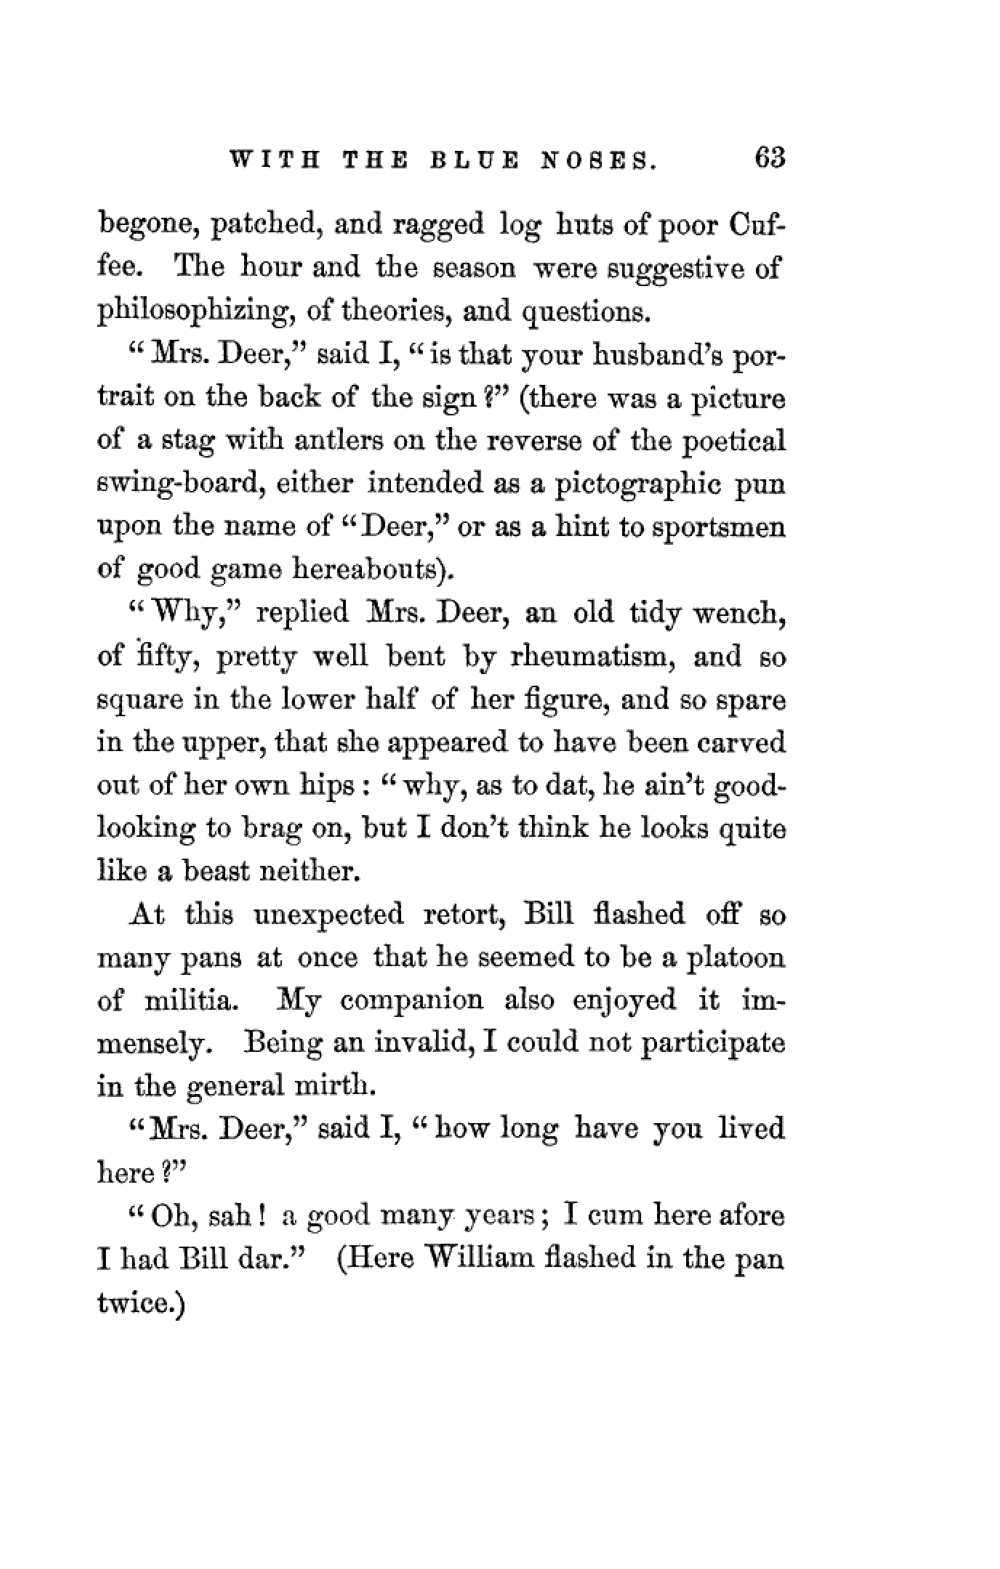 WITH THE BLUE NOSES. 63
begone, patched, and ragged log huts of poor Cuf-
fee. The hour and the season were suggestive of
philosophizing, of theories, and questions.
“Mrs. Deer,” said I, “is that your husband’s por-
trait on the back of the sign?” (there was a picture
of a stag with antlers on the reverse of the poetical
swing-board, either intended as a pictographic pun
upon the name of “Deer,” or as a hint to sportsmen
of good game hereabouts).
“Why,” replied Mrs. Deer, an old tidy wench,
of fifty, pretty well bent by rheumatism, and so
square in the lower half of her figure, and so spare
in the upper, that she appeared to have been carved
out of her own hips: “why, as to dat, he ain’t good-
looking to brag on, but I don’t think he looks quite
like a beast neither.
At this unexpected retort, Bill flashed off so
many pans at once that he seemed to be a platoon
of militia. My companion also enjoyed it im-
mensely. Being an invalid, I could not participate
in the general mirth.
“Mrs. Deer,” said I, “how long have you lived
here?”
“Oh, sah! a good many years; I cum here afore
I had Bill dar.” (Here William flashed in the pan
twice.)